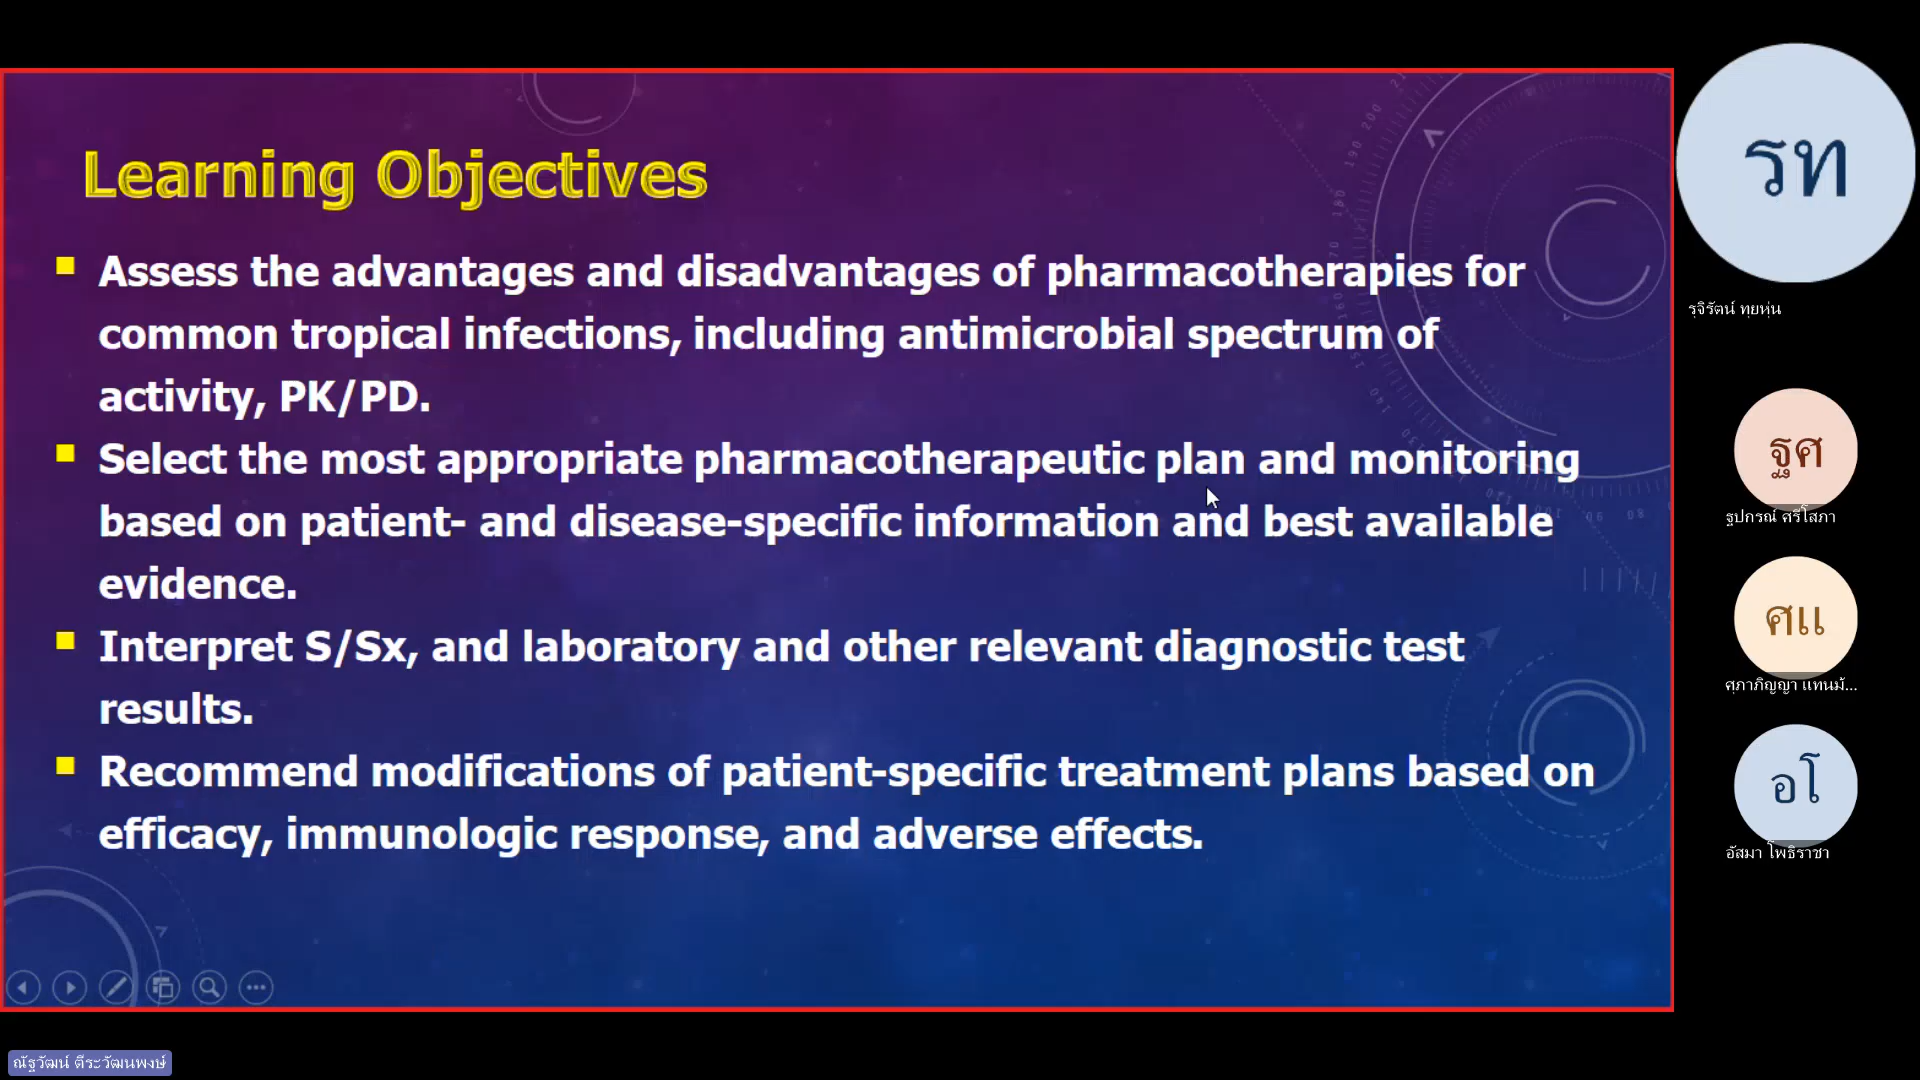 Learning Objectives
Assess the advantages and disadvantages of pharmacotherapies for
common tropical infections, including antimicrobial spectrum of
activity, PK/PD.
Select the most appropriate pharmacotherapeutic plan and monitoring
based on patient- and disease-specific information and best available
evidence.
Interpret S/Sx, and laboratory and other relevant diagnostic test
results.
Recommend modifications of patient-specific treatment plans based on
efficacy, immunologic response, and adverse effects.
รท
รุจิรัตน์ ทุยหุ่น
ฐศ
ฐปกรณ์ ศรีโสภา
ศแ
ศุภาภิญญา แทนม้...
อโ
อัสมา โพธิราชา
ณัฐวัฒน์ ตีระวัฒนพงษ์